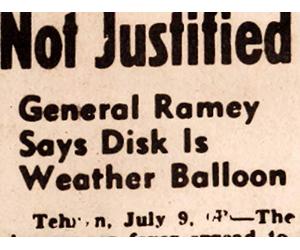 Not Justified
General Ramey
Says Disk Is
Weather Balloon
July 9, —The